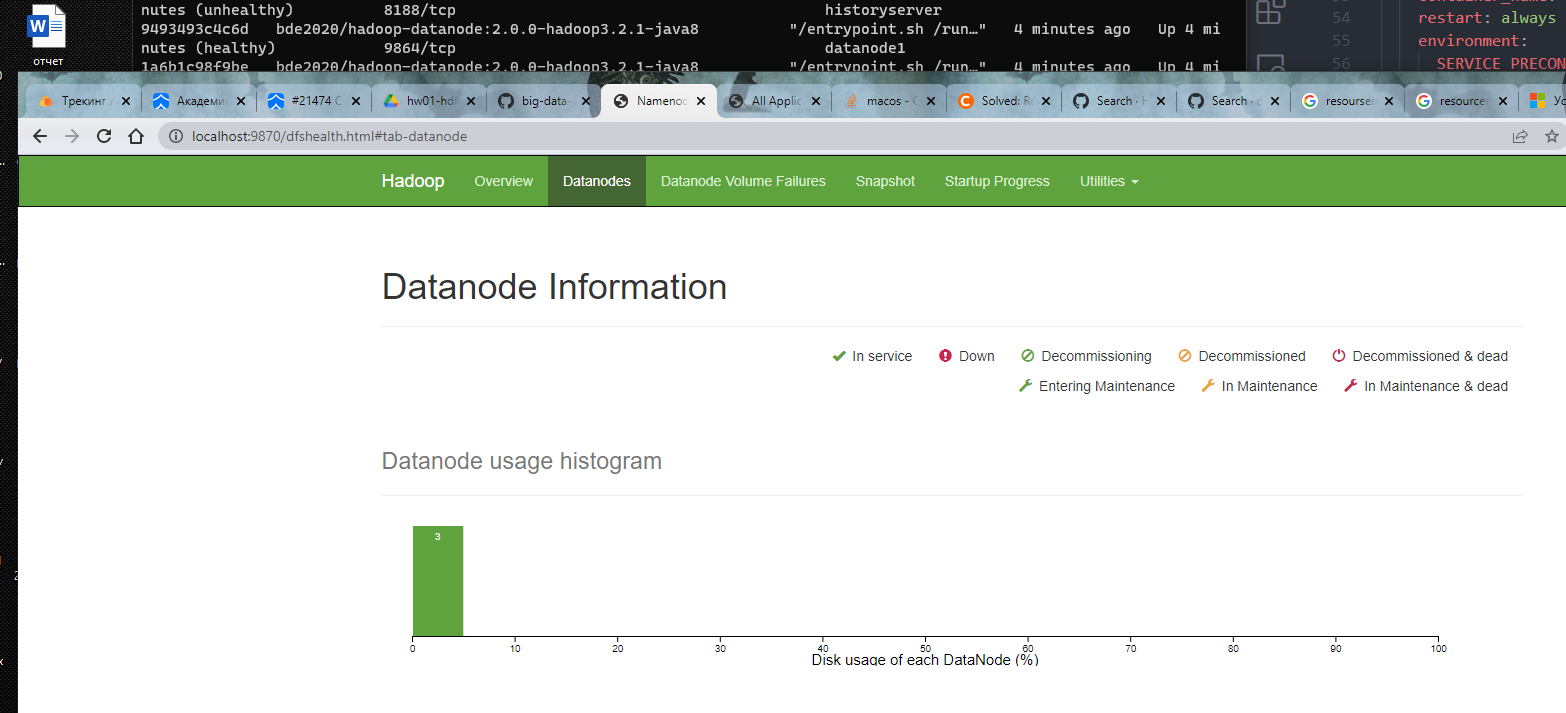 nutes (unhealthy) 8188/tcp historyserver
9493493c4c6d bde2020/hadoop-datanode:2.0.0-hadoop3.2.1-java8 "/entrypoint.sh /run…" 4 minutes ago Up 4 mi
nutes (healthy) 9864/tcp datanode1
1a6b1c98f9be bde2020/hadoop-datanode:2.0.0-hadoop3.2.1-java8 "/entrypoint.sh /run…" 4 minutes ago Up 4 mi
отчет
54 restart: always
55 environment:
56 SERVICE_PRECON
Трекинг Академи #21474 hw01-hdf big-data- Nameno All Applic macos - Solved: R Search - Search - resourser resourcer
localhost:9870/dfshealth.html#tab-datanode
Hadoop Overview Datanodes Datanode Volume Failures Snapshot Startup Progress Utilities
Datanode Information
In service Down Decommissioning Decommissioned Decommissioned & dead
Entering Maintenance In Maintenance In Maintenance & dead
Datanode usage histogram
3
0 10 20 30 40 50 60 70 80 90 100
Disk usage of each DataNode (%)